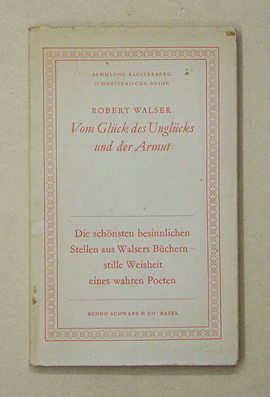 SAMMLUNG KLOSTERBERG
SCHWEIZERISCHE REIHE
ROBERT WALSER
Vom Glück des Unglücks
und der Armut
Die schönsten besinnlichen
Stellen aus Walsers Büchern –
stille Weisheit
eines wahren Poeten
BENNO SCHWABE & CO · BASEL